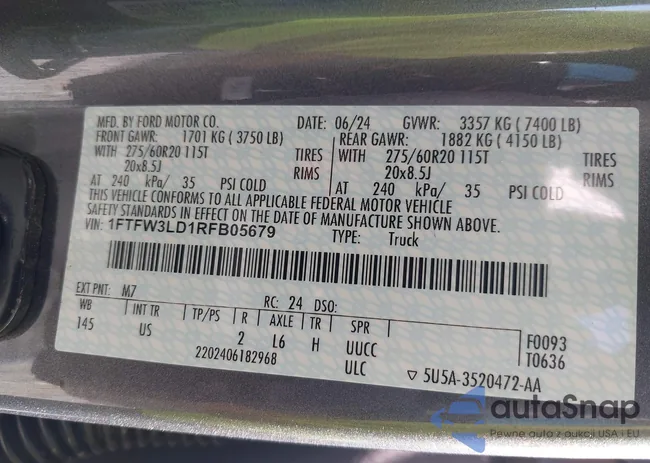 MFD. BY FORD MOTOR CO. DATE: 06/24 GVWR: 3357 KG ( 7400 LB)
FRONT GAWR: 1701 KG ( 3750 LB) REAR GAWR: 1882 KG ( 4150 LB)
WITH 275/60R20 115T TIRES WITH 275/60R20 115T TIRES
20x8.5J RIMS 20x8.5J RIMS
AT 240 kPa/ 35 PSI COLD AT 240 kPa/ 35 PSI COLD
THIS VEHICLE CONFORMS TO ALL APPLICABLE FEDERAL MOTOR VEHICLE
SAFETY STANDARDS IN EFFECT ON THE DATE OF MANUFACTURE SHOWN ABOVE.
VIN: 1FTFW3LD1RFB05679 TYPE: Truck
EXT PNT: M7 RC: 24 DSO:
WB INT TR TP/PS R AXLE TR SPR F0093
145 US 2 L6 H UUCC T0636
2202406182968 ULC ▽ 5U5A-3520472-AA
autaSnap
Pewne auto z aukcji USA i EU